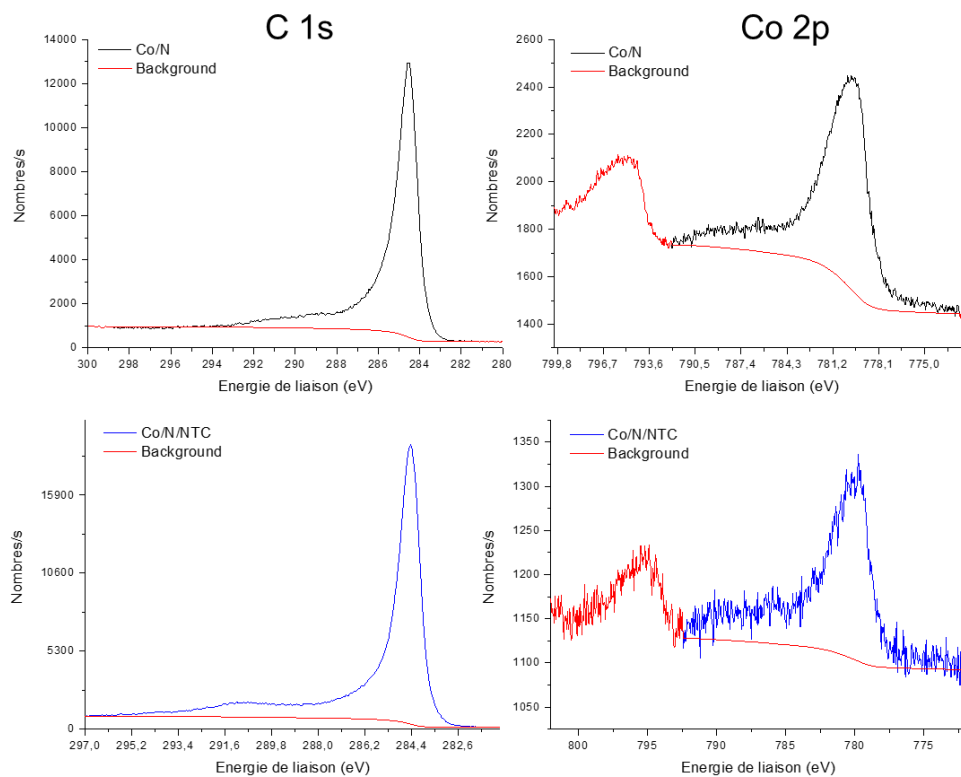 C 1s
Co 2p
Co/N
Background
14000
12000
10000
8000
6000
4000
2000
0
Nombres/s
300 298 296 294 292 290 288 286 284 282 280
Energie de liaison (eV)
Co/N
Background
2600
2400
2200
2000
1800
1600
1400
Nombres/s
799,8 796,7 793,6 790,5 787,4 784,3 781,2 778,1 775,0
Energie de liaison (eV)
Co/N/NTC
Background
15900
10600
5300
0
Nombres/s
297,0 295,2 293,4 291,6 289,8 288,0 286,2 284,4 282,6
Energie de liaison (eV)
Co/N/NTC
Background
1350
1300
1250
1200
1150
1100
1050
Nombres/s
800 795 790 785 780 775
Energie de liaison (eV)